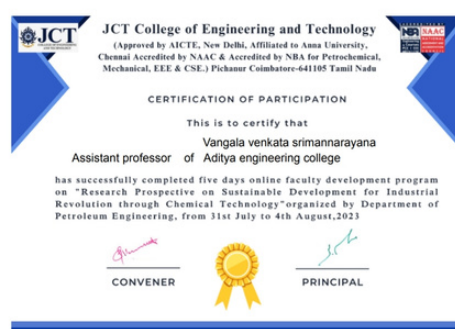 JCT
JCT College of Engineering and Technology
(Approved by AICTE, New Delhi, Affiliated to Anna University,
Chennai Accredited by NAAC & Accredited by NBA for Petrochemical,
Mechanical, EEE & CSE.) Pichanur Coimbatore-641105 Tamil Nadu
NBA
NAAC
CERTIFICATION OF PARTICIPATION
This is to certify that
Vangala venkata srimannarayana
Assistant professor of Aditya engineering college
has successfully completed five days online faculty development program
on "Research Prospective on Sustainable Development for Industrial
Revolution through Chemical Technology"organized by Department of
Petroleum Engineering, from 31st July to 4th August,2023
CONVENER
PRINCIPAL